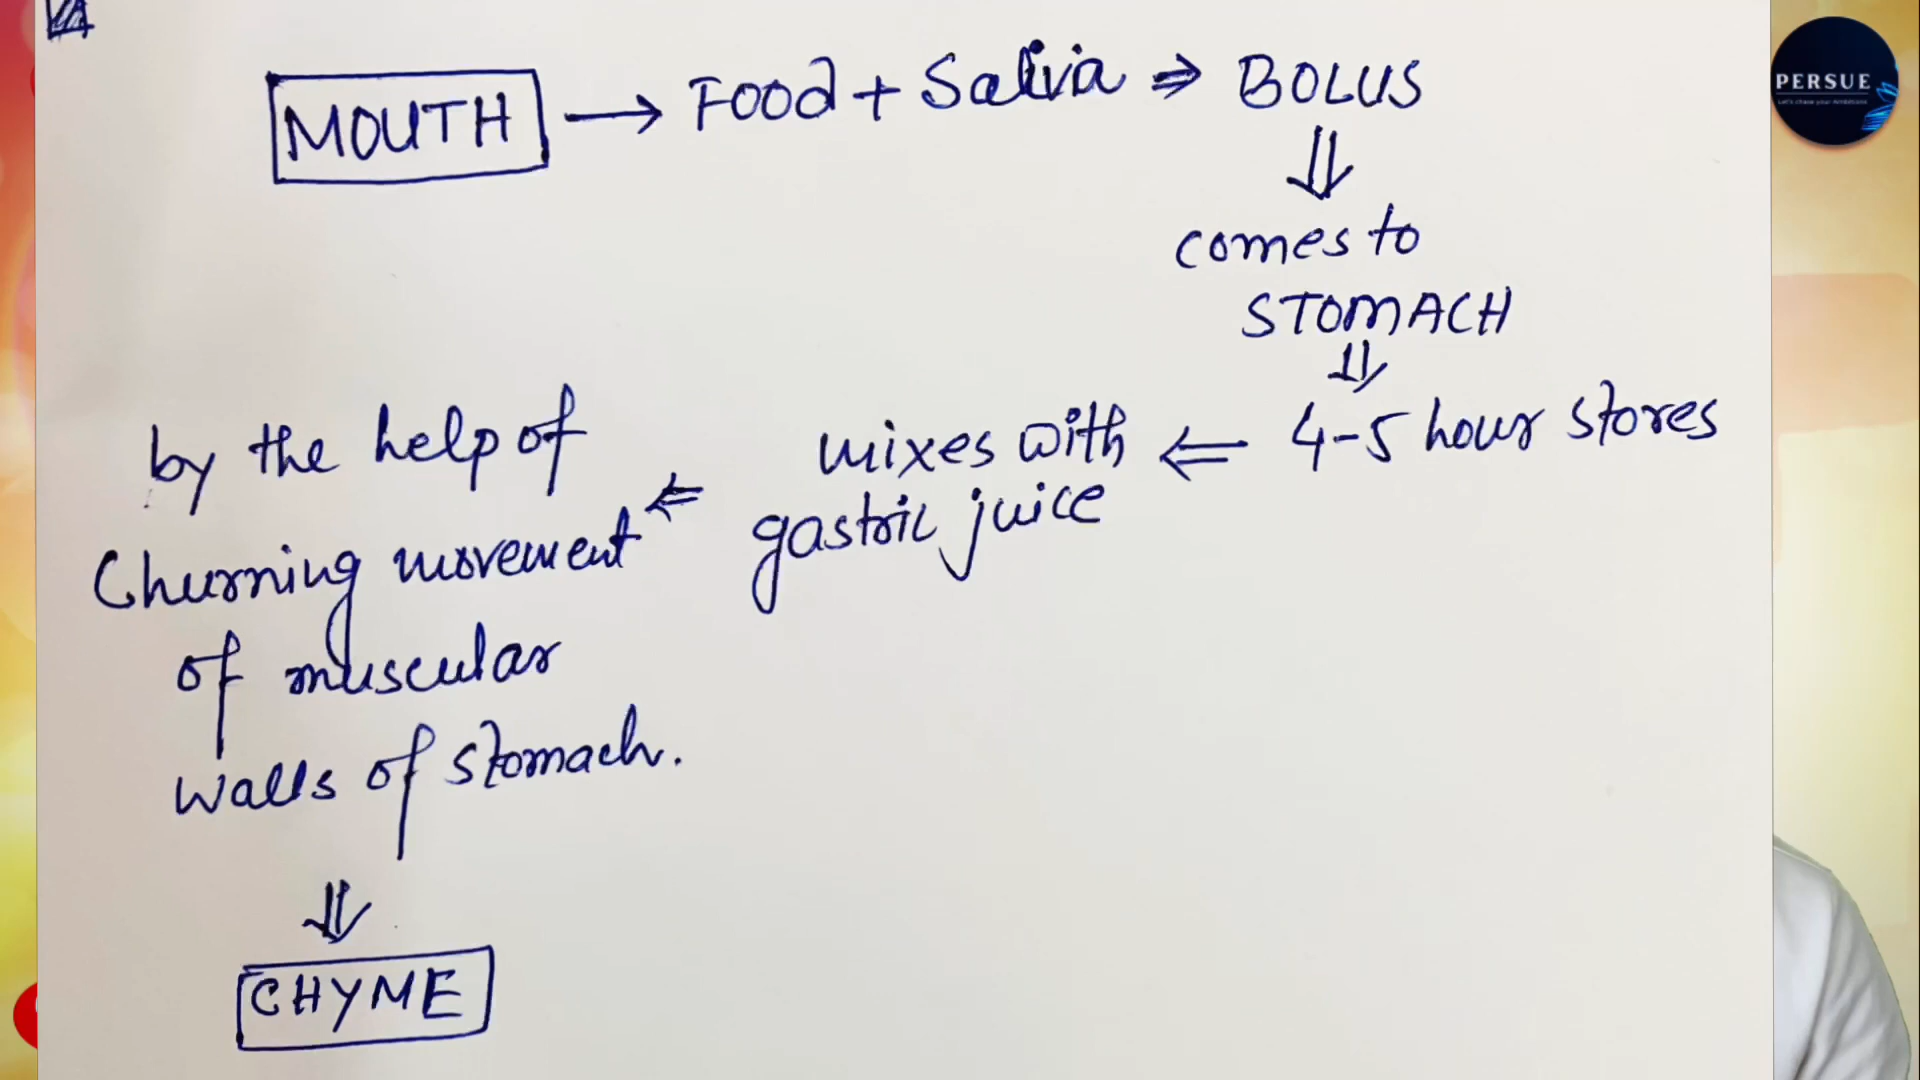 MOUTH → Food + Saliva ⇒ BOLUS
⇓
comes to
STOMACH
⇓
4-5 hour stores
⇐
mixes with
gastric juice
⇐
by the help of
Churning movement
of muscular
walls of stomach.
⇓
CHYME
PERSUE